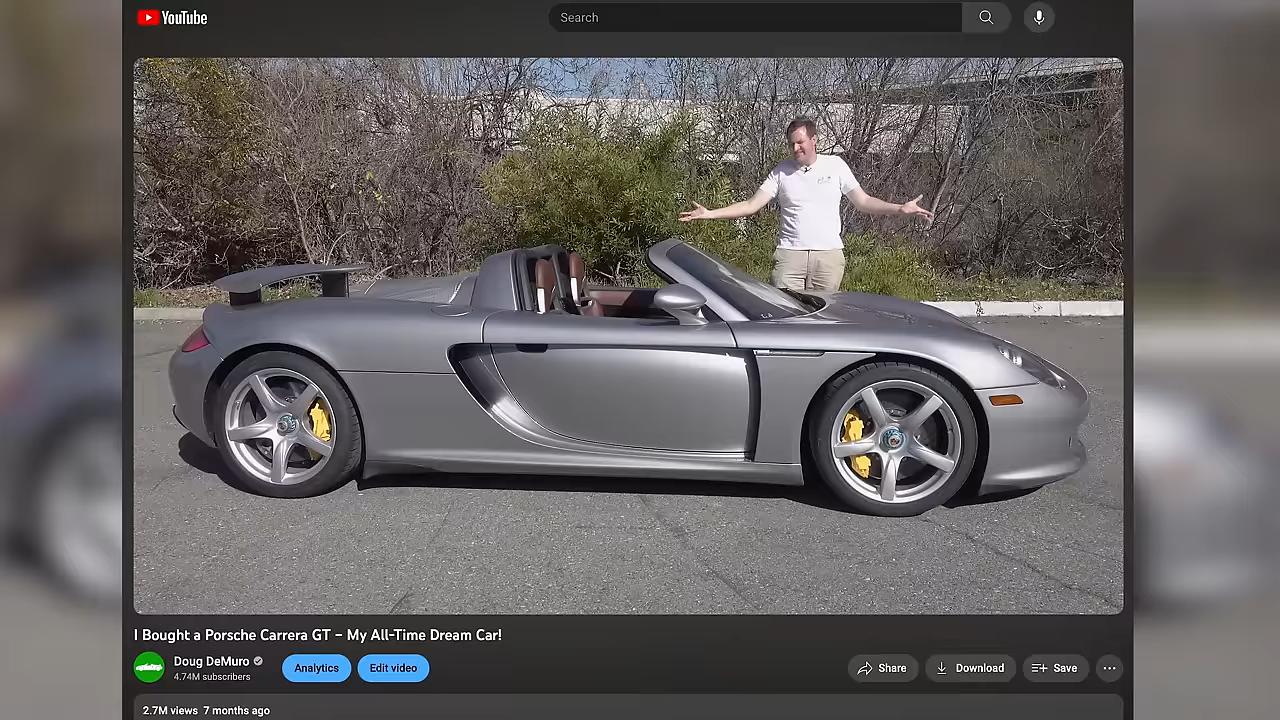 YouTube
Search
I Bought a Porsche Carrera GT – My All-Time Dream Car!
Doug DeMuro
4.74M subscribers
Analytics
Edit video
Share
Download
Save
2.7M views 7 months ago